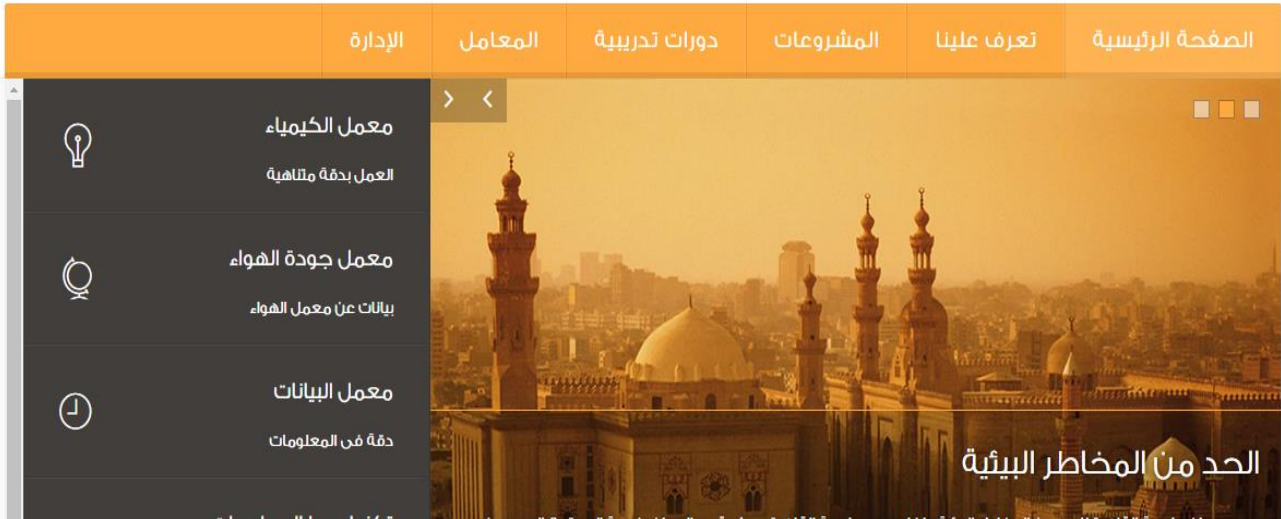 الصفحة الرئيسية تعرف علينا المشروعات دورات تدريبية المعامل الإدارة
الحد من المخاطر البيئية
معمل الكيمياء
العمل بدقة متناهية
معمل جودة الهواء
بيانات عن معمل الهواء
معمل البيانات
دقة فى المعلومات